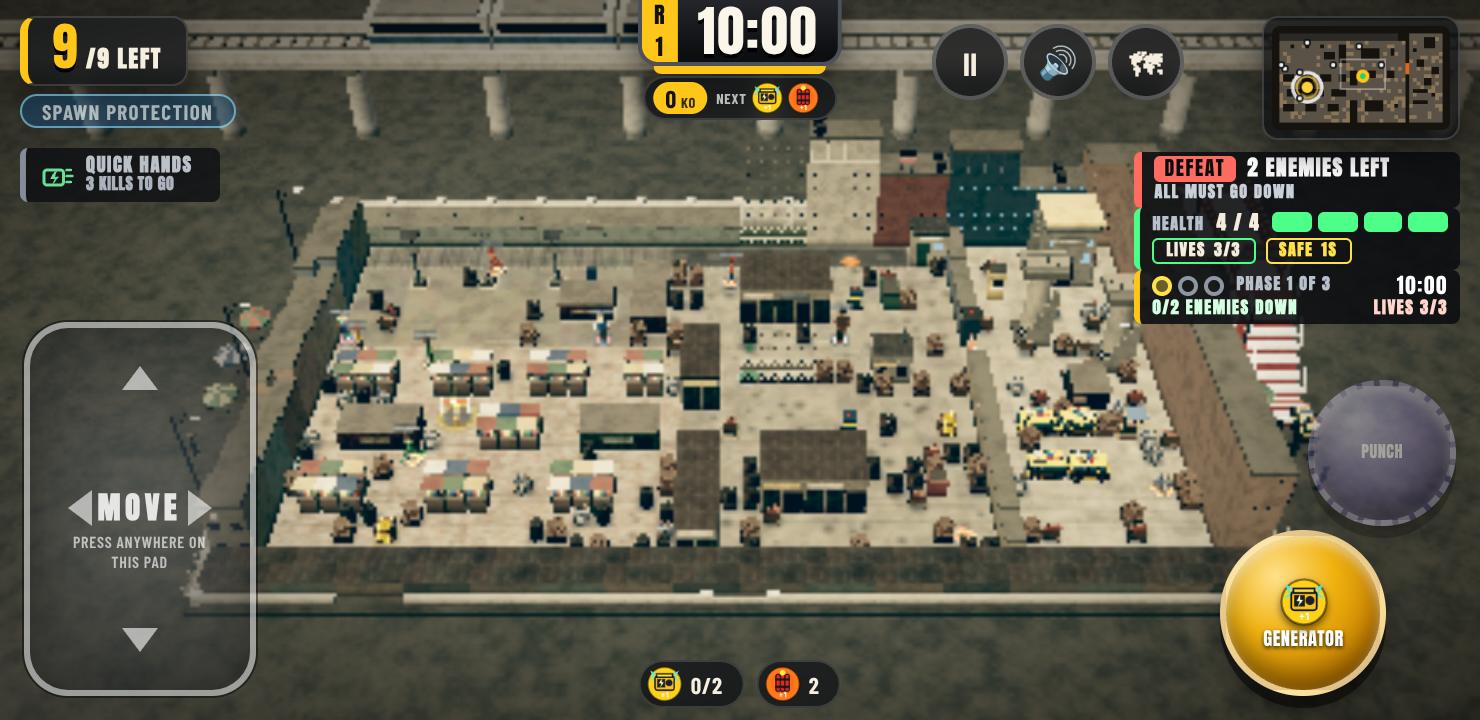 9 /9 LEFT
SPAWN PROTECTION
QUICK HANDS
3 KILLS TO GO
R 1
10:00
0 KO NEXT
DEFEAT 2 ENEMIES LEFT
ALL MUST GO DOWN
HEALTH 4 / 4
LIVES 3/3 SAFE 1S
PHASE 1 OF 3 10:00
0/2 ENEMIES DOWN LIVES 3/3
MOVE
PRESS ANYWHERE ON
THIS PAD
PUNCH
+1
GENERATOR
0/2
2